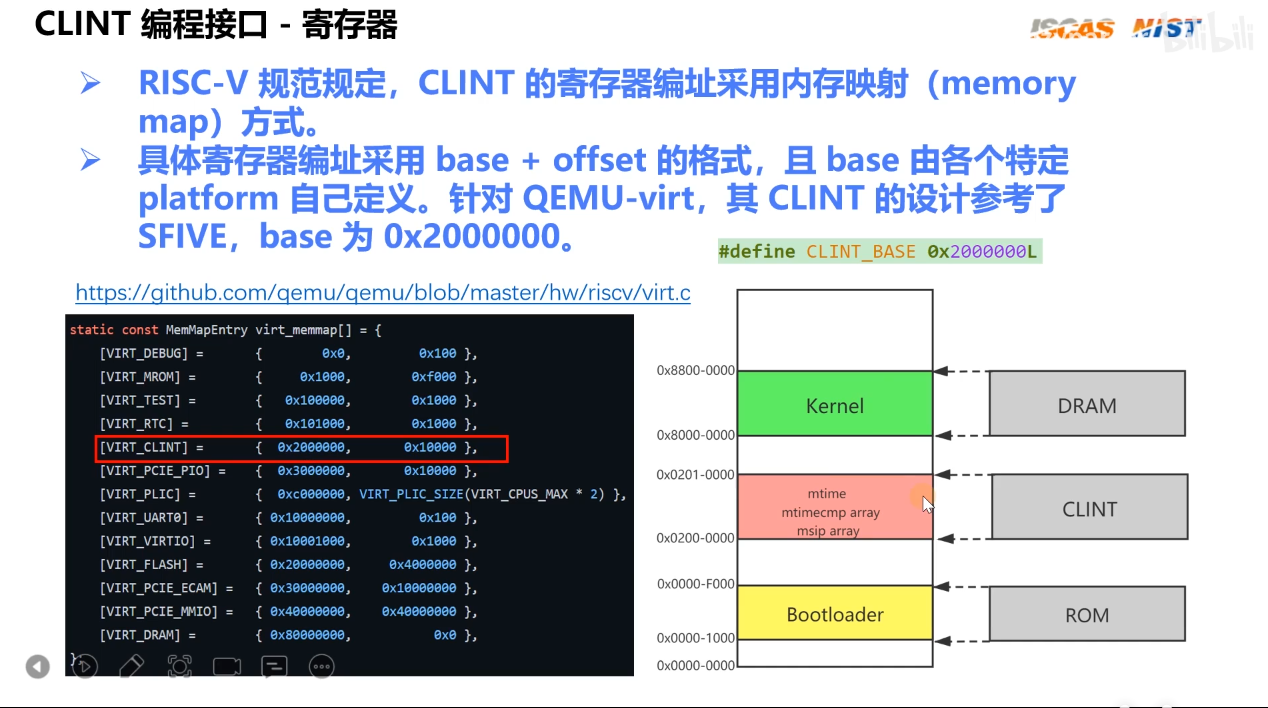 CLINT 编程接口 - 寄存器
ISCAS MIST
bilibili
➢ RISC-V 规范规定，CLINT 的寄存器编址采用内存映射（memory
map）方式。
➢ 具体寄存器编址采用 base + offset 的格式，且 base 由各个特定
platform 自己定义。针对 QEMU-virt，其 CLINT 的设计参考了
SFIVE，base 为 0x2000000。
#define CLINT_BASE 0x2000000L
https://github.com/qemu/qemu/blob/master/hw/riscv/virt.c
static const MemMapEntry virt_memmap[] = {
[VIRT_DEBUG] = { 0x0, 0x100 },
[VIRT_MROM] = { 0x1000, 0xf000 },
[VIRT_TEST] = { 0x100000, 0x1000 },
[VIRT_RTC] = { 0x101000, 0x1000 },
[VIRT_CLINT] = { 0x2000000, 0x10000 },
[VIRT_PCIE_PIO] = { 0x3000000, 0x10000 },
[VIRT_PLIC] = { 0xc000000, VIRT_PLIC_SIZE(VIRT_CPUS_MAX * 2) },
[VIRT_UART0] = { 0x10000000, 0x100 },
[VIRT_VIRTIO] = { 0x10001000, 0x1000 },
[VIRT_FLASH] = { 0x20000000, 0x4000000 },
[VIRT_PCIE_ECAM] = { 0x30000000, 0x10000000 },
[VIRT_PCIE_MMIO] = { 0x40000000, 0x40000000 },
[VIRT_DRAM] = { 0x80000000, 0x0 },
};
0x8800-0000
Kernel
DRAM
0x8000-0000
0x0201-0000
mtime
mtimecmp array
msip array
CLINT
0x0200-0000
0x0000-F000
Bootloader
ROM
0x0000-1000
0x0000-0000